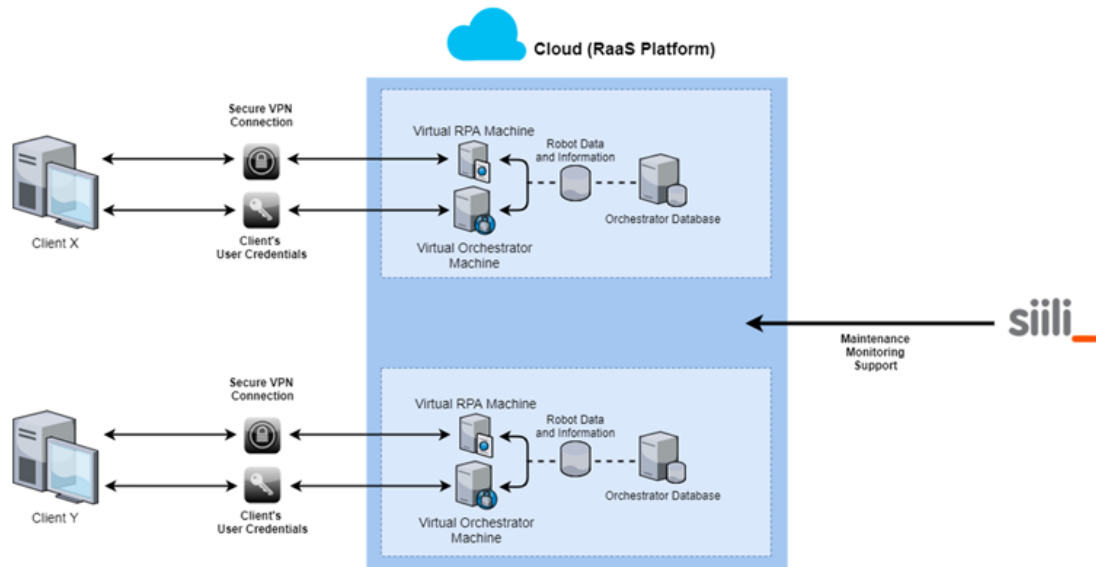 Cloud (RaaS Platform)
Secure VPN
Connection
Virtual RPA Machine
Robot Data
and Information
Client X
Client's
User Credentials
Virtual Orchestrator
Machine
Orchestrator Database
siili_
Maintenance
Monitoring
Support
Secure VPN
Connection
Virtual RPA Machine
Robot Data
and Information
Client Y
Client's
User Credentials
Virtual Orchestrator
Machine
Orchestrator Database